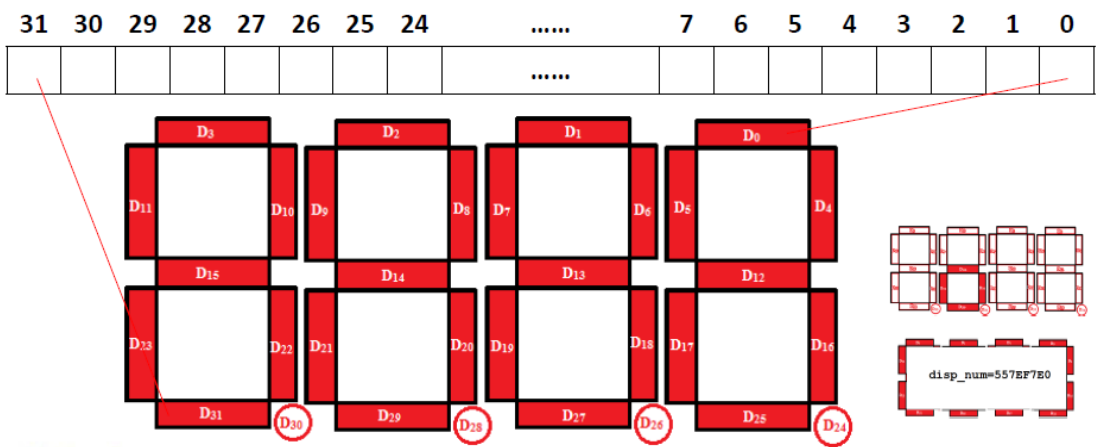 31 30 29 28 27 26 25 24 ...... 7 6 5 4 3 2 1 0
......
D3 D2 D1 D0
D11 D10 D9 D8 D7 D6 D5 D4
D15 D14 D13 D12
D23 D22 D21 D20 D19 D18 D17 D16
D31 D30 D29 D28 D27 D26 D25 D24
disp_num=557EF7E0